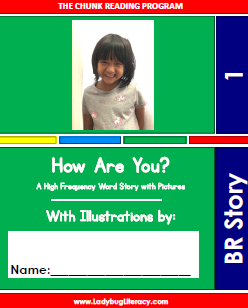 THE CHUNK READING PROGRAM
1
How Are You?
A High Frequency Word Story with Pictures
With Illustrations by:
BR Story
Name:____________________
www.LadybugLiteracy.com